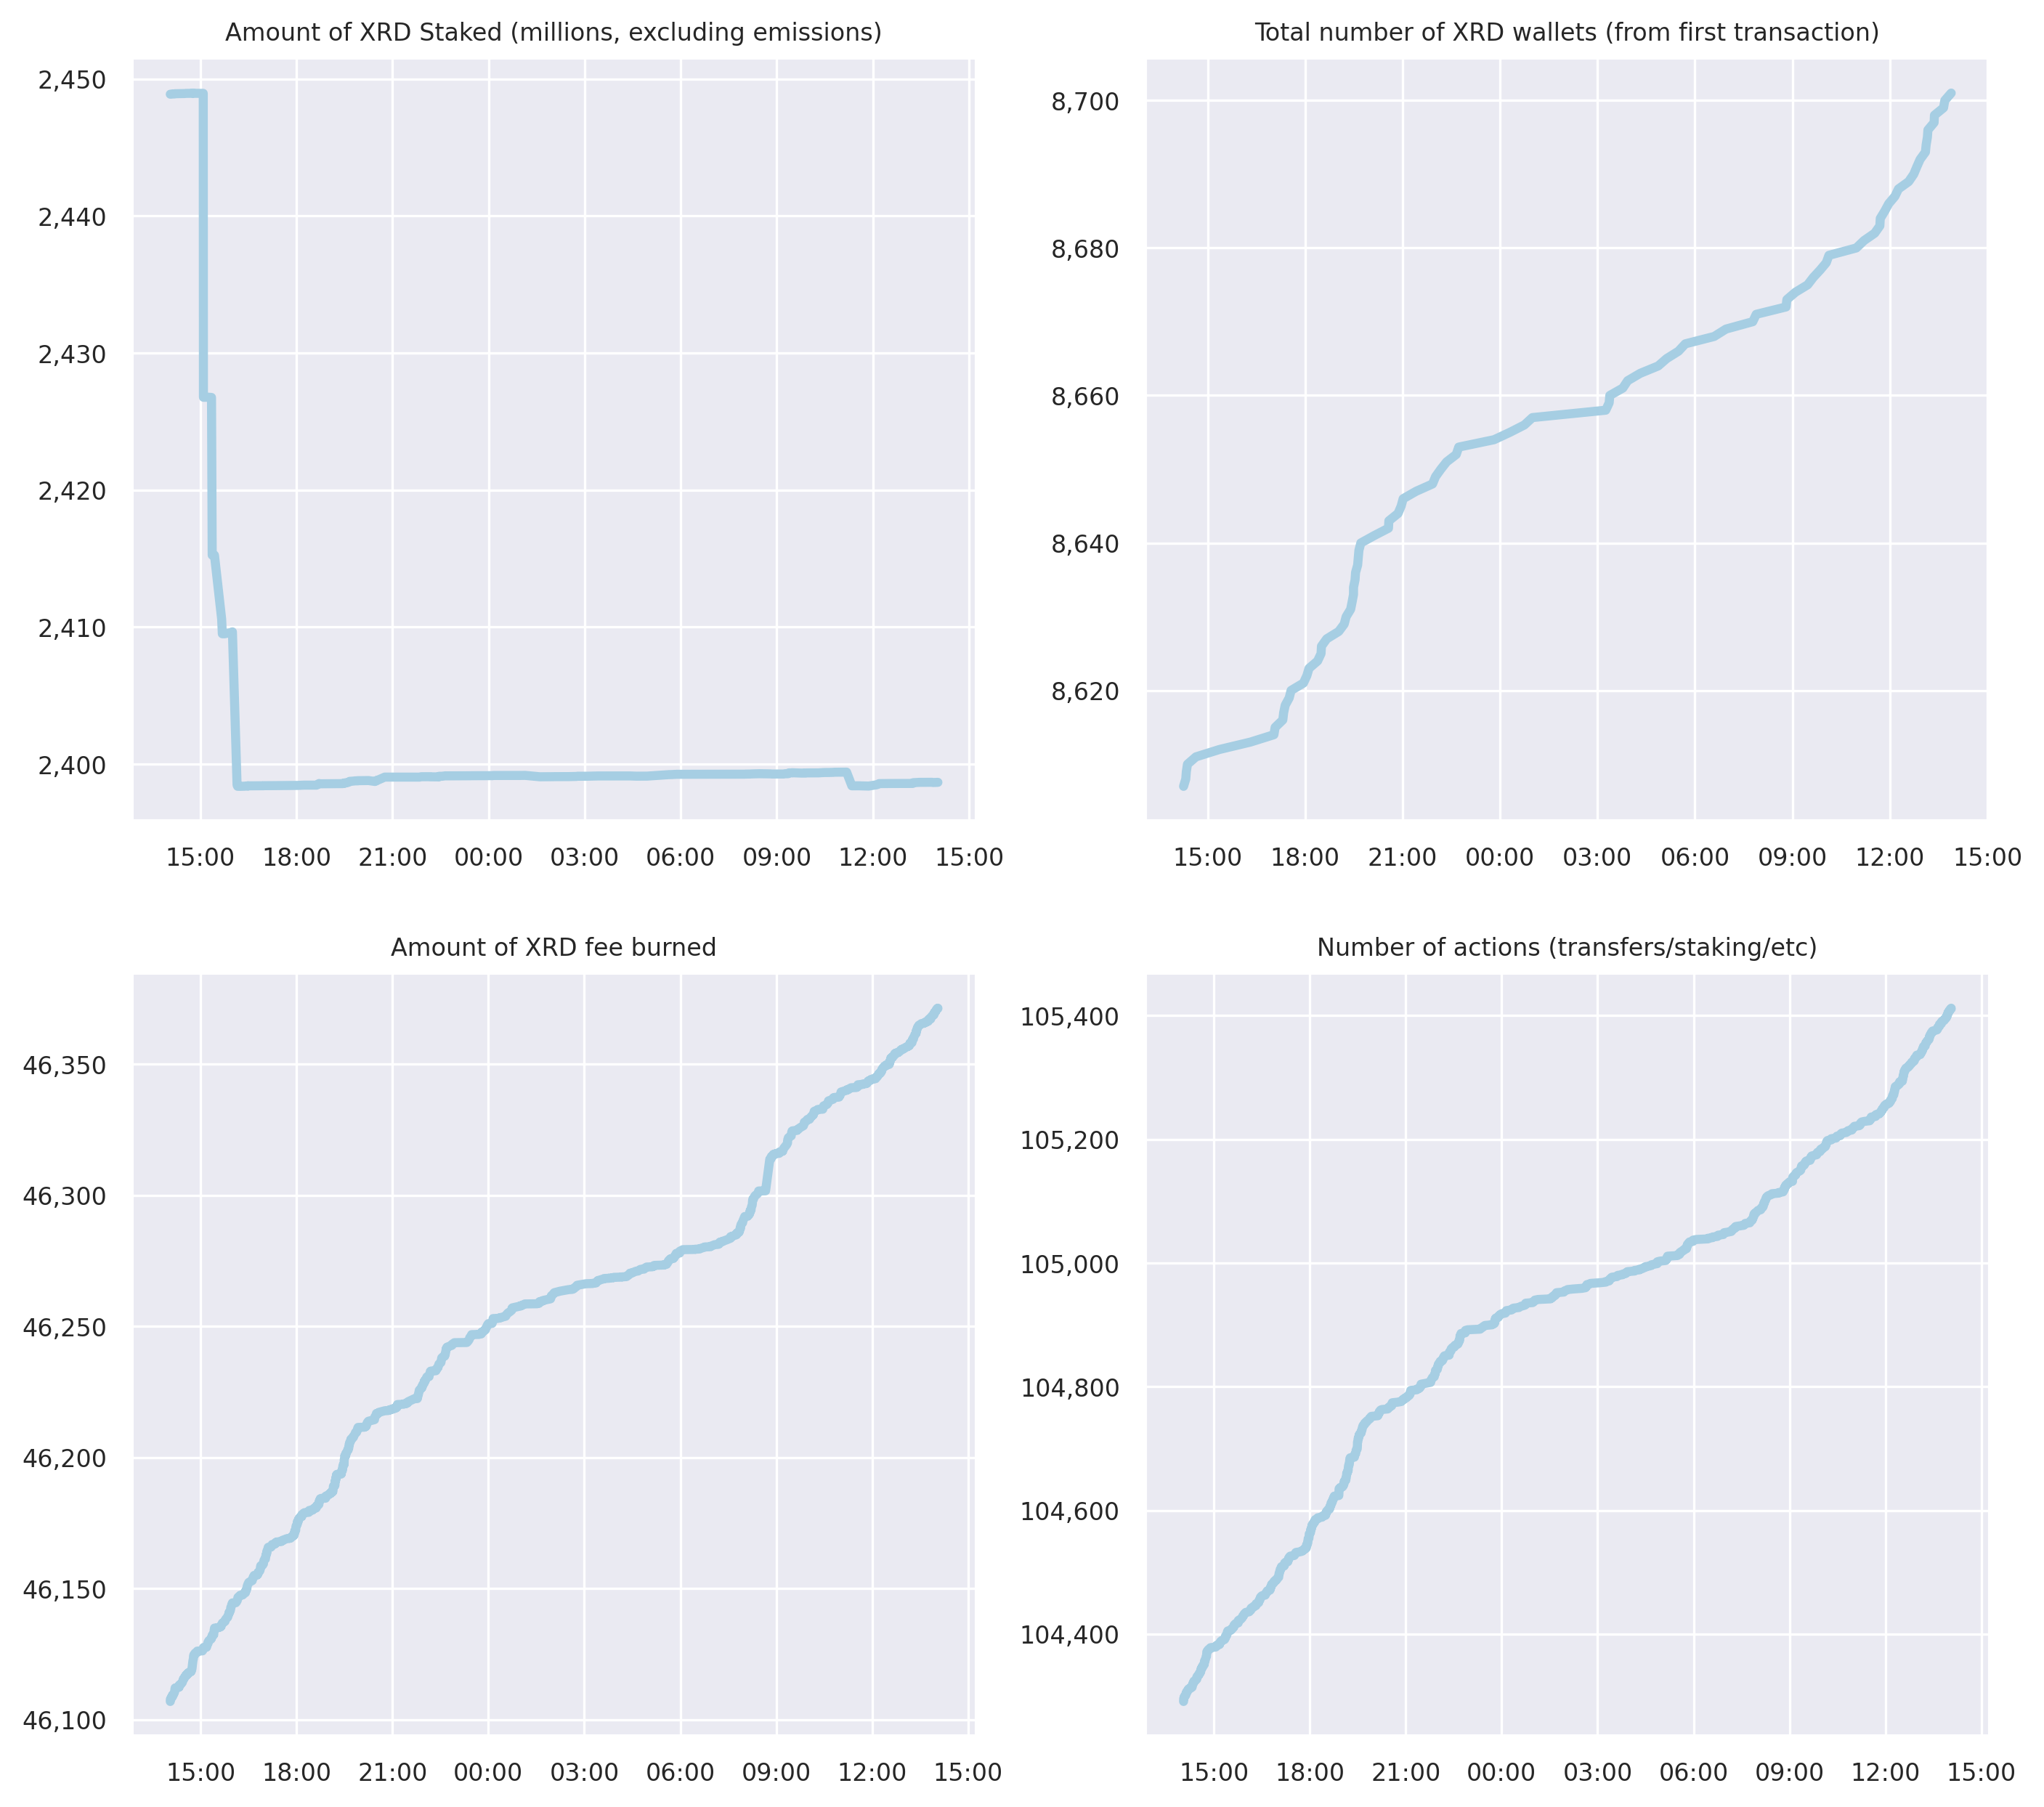 Amount of XRD Staked (millions, excluding emissions)
2,450
2,440
2,430
2,420
2,410
2,400
15:00 18:00 21:00 00:00 03:00 06:00 09:00 12:00 15:00
Total number of XRD wallets (from first transaction)
8,700
8,680
8,660
8,640
8,620
15:00 18:00 21:00 00:00 03:00 06:00 09:00 12:00 15:00
Amount of XRD fee burned
46,350
46,300
46,250
46,200
46,150
46,100
15:00 18:00 21:00 00:00 03:00 06:00 09:00 12:00 15:00
Number of actions (transfers/staking/etc)
105,400
105,200
105,000
104,800
104,600
104,400
15:00 18:00 21:00 00:00 03:00 06:00 09:00 12:00 15:00